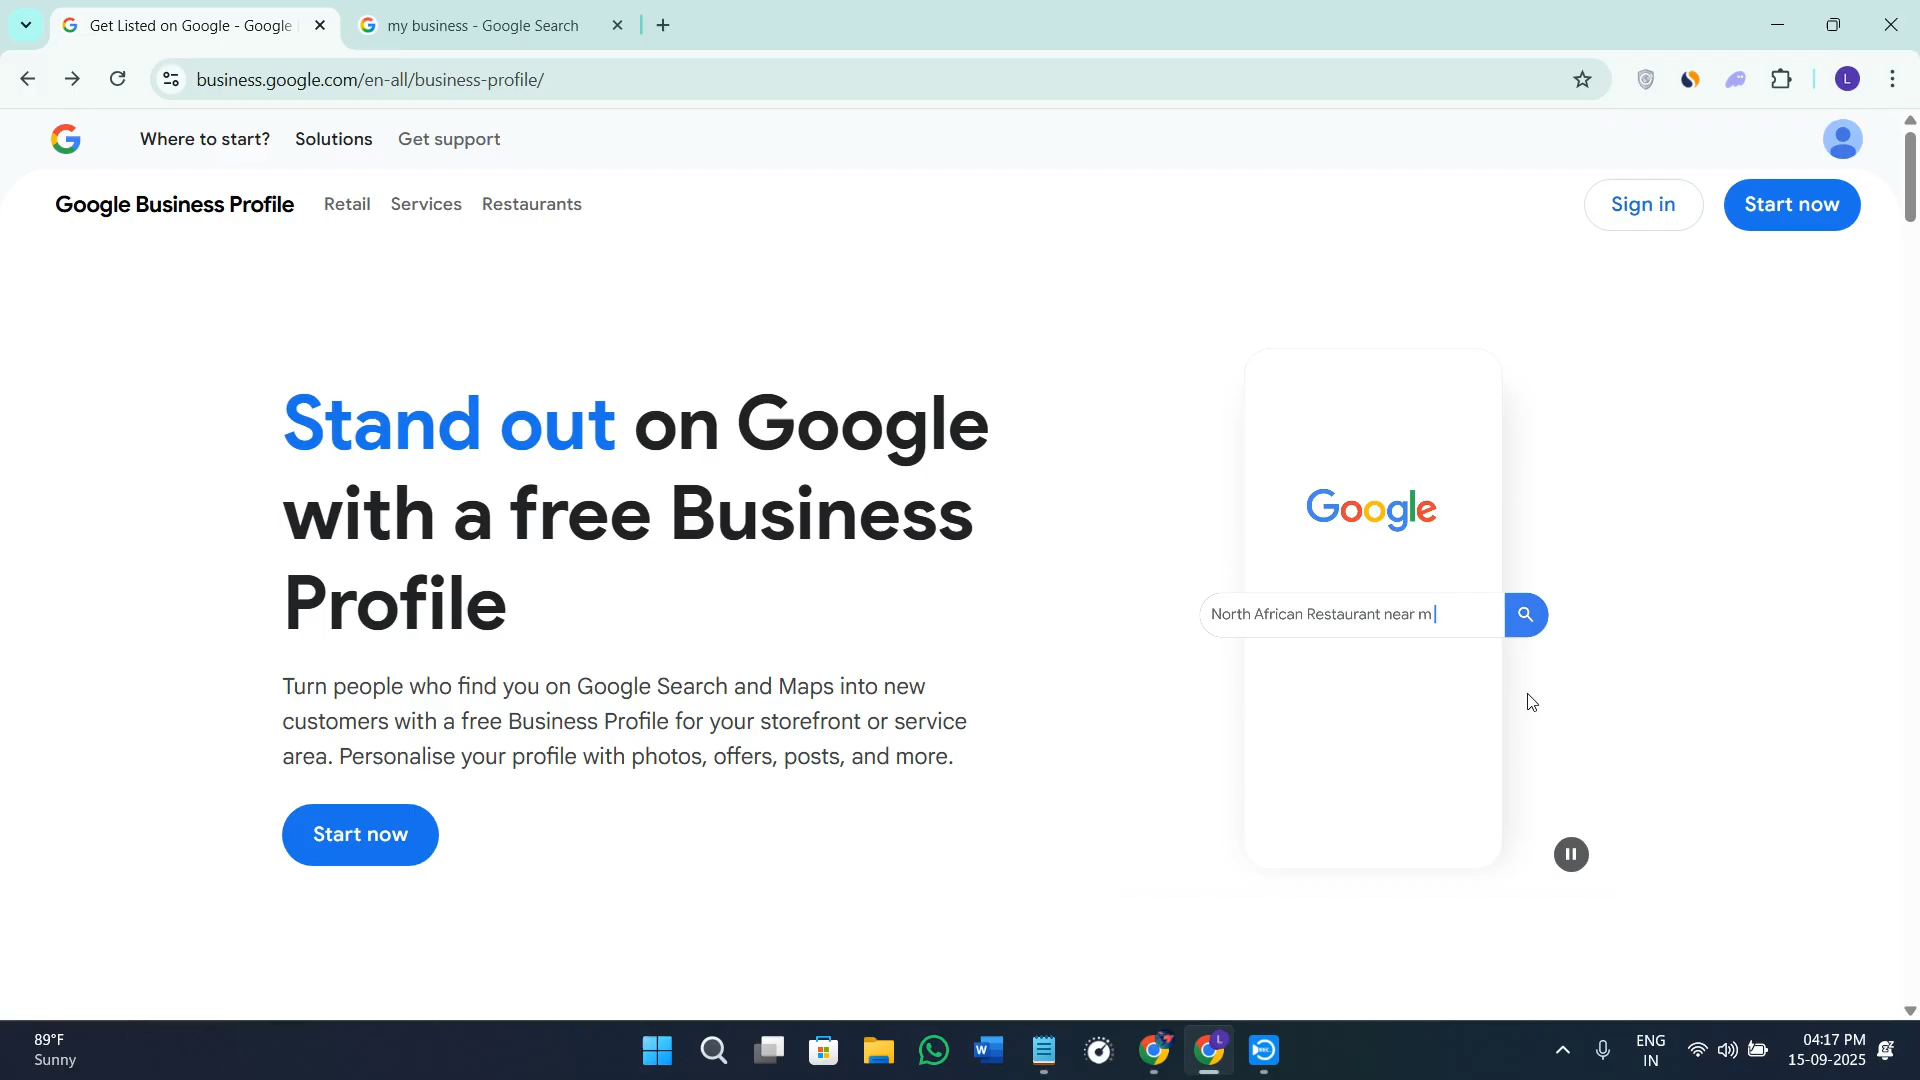 Get Listed on Google - Google
my business - Google Search
business.google.com/en-all/business-profile/
L
Where to start?
Solutions
Get support
Google Business Profile
Retail
Services
Restaurants
Sign in
Start now
Stand out on Google
with a free Business
Profile
Google
North African Restaurant near m
Turn people who find you on Google Search and Maps into new
customers with a free Business Profile for your storefront or service
area. Personalise your profile with photos, offers, posts, and more.
Start now
89°F
Sunny
W
L
REC
ENG
IN
04:17 PM
15-09-2025